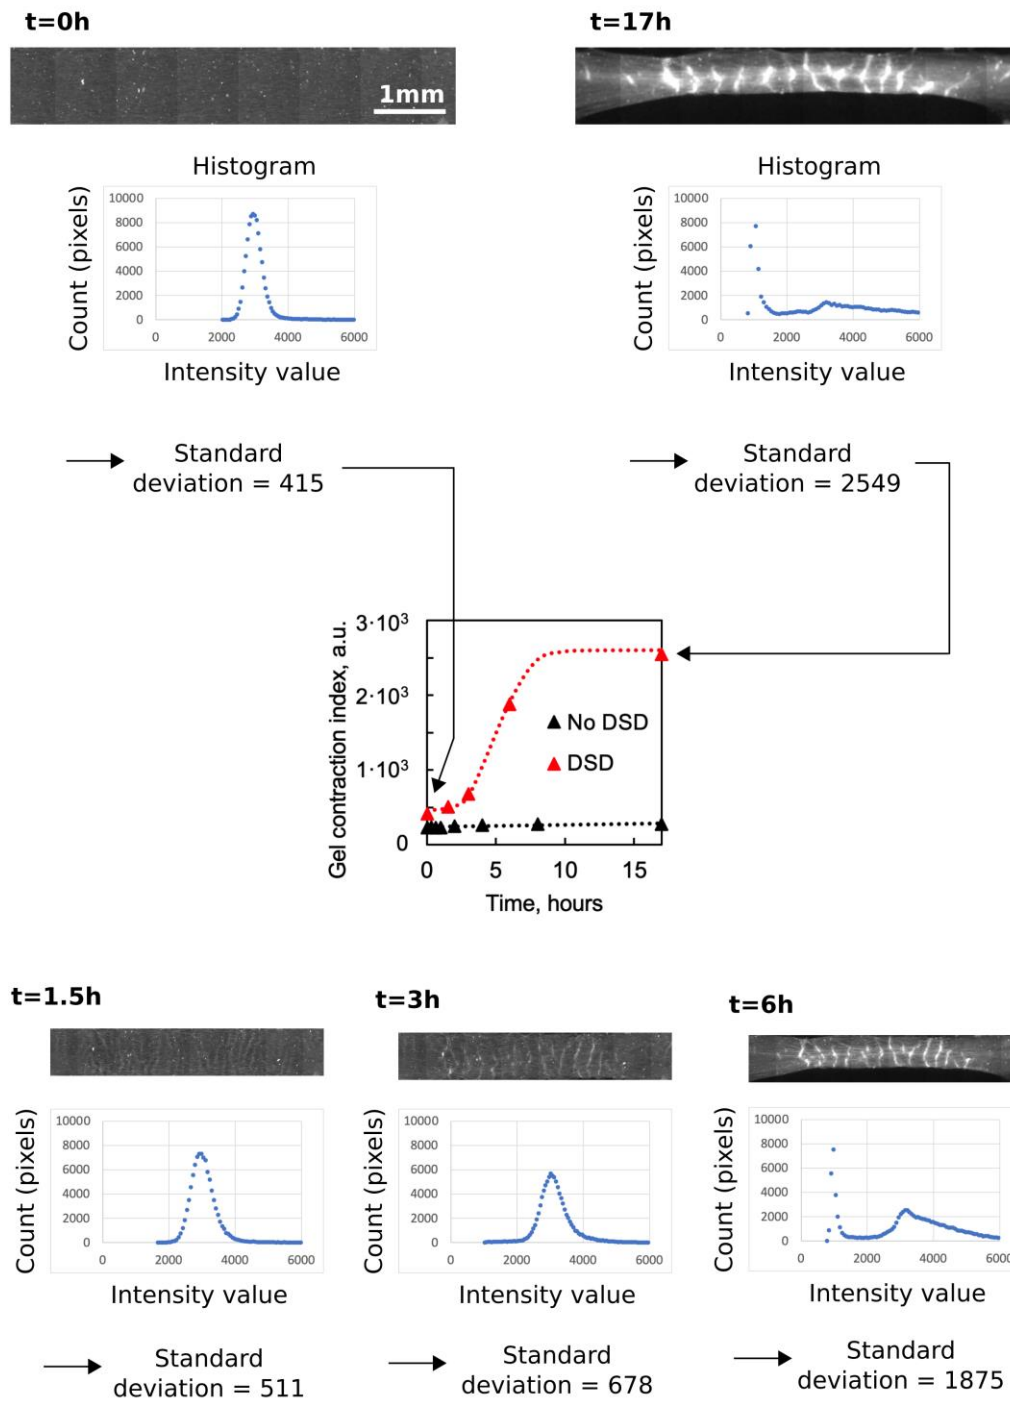 t=0h
t=17h
1mm
Histogram
Histogram
Count (pixels)
10000
8000
6000
4000
2000
0
0 2000 4000 6000
Intensity value
Count (pixels)
10000
8000
6000
4000
2000
0
0 2000 4000 6000
Intensity value
Standard
deviation = 415
Standard
deviation = 2549
Gel contraction index, a.u.
3·10³
2·10³
1·10³
0
No DSD
DSD
0 5 10 15
Time, hours
t=1.5h
t=3h
t=6h
Count (pixels)
10000
8000
6000
4000
2000
0
0 2000 4000 6000
Intensity value
Count (pixels)
10000
8000
6000
4000
2000
0
0 2000 4000 6000
Intensity value
Count (pixels)
10000
8000
6000
4000
2000
0
0 2000 4000 6000
Intensity value
Standard
deviation = 511
Standard
deviation = 678
Standard
deviation = 1875